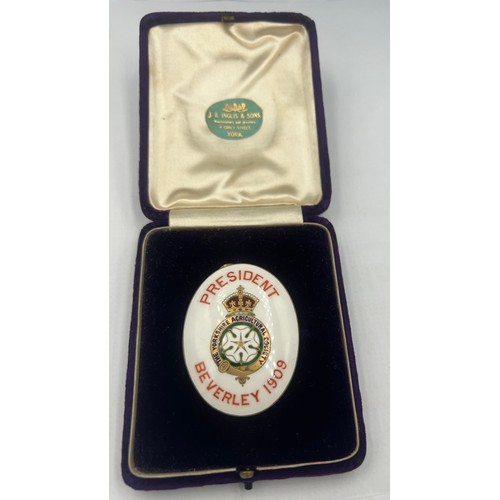 J. R. INGLIS & SONS
YORK
PRESIDENT
THE YORKSHIRE AGRICULTURAL SOCIETY
BEVERLEY 1909